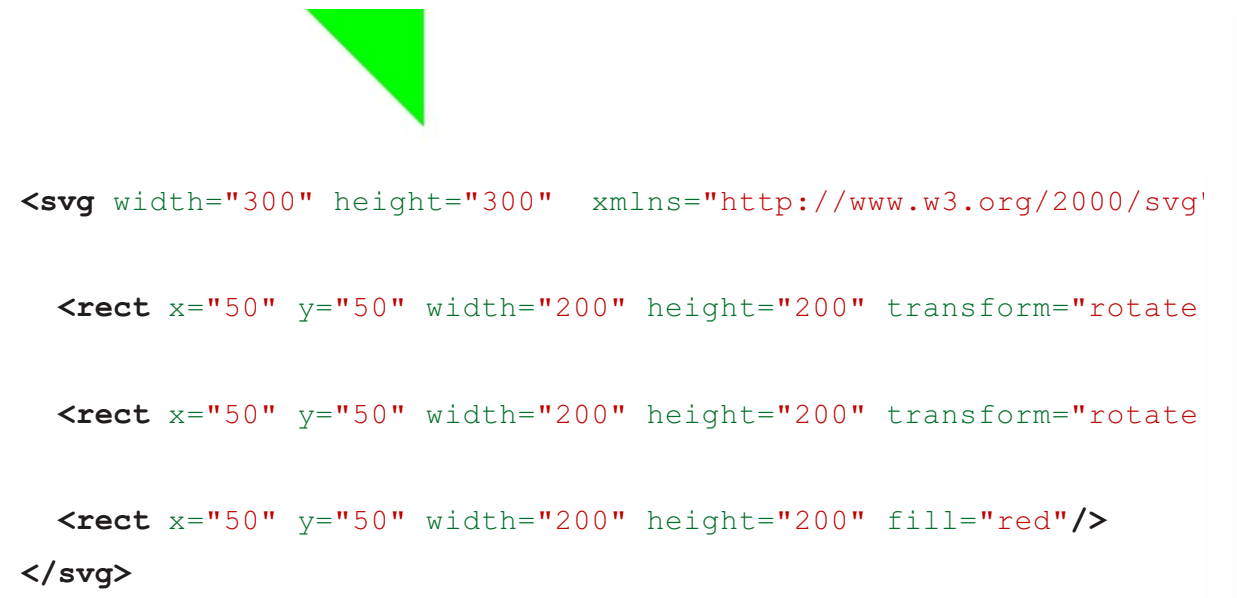 <svg width="300" height="300"  xmlns="http://www.w3.org/2000/svg"
  <rect x="50" y="50" width="200" height="200" transform="rotate
  <rect x="50" y="50" width="200" height="200" transform="rotate
  <rect x="50" y="50" width="200" height="200" fill="red"/>
</svg>